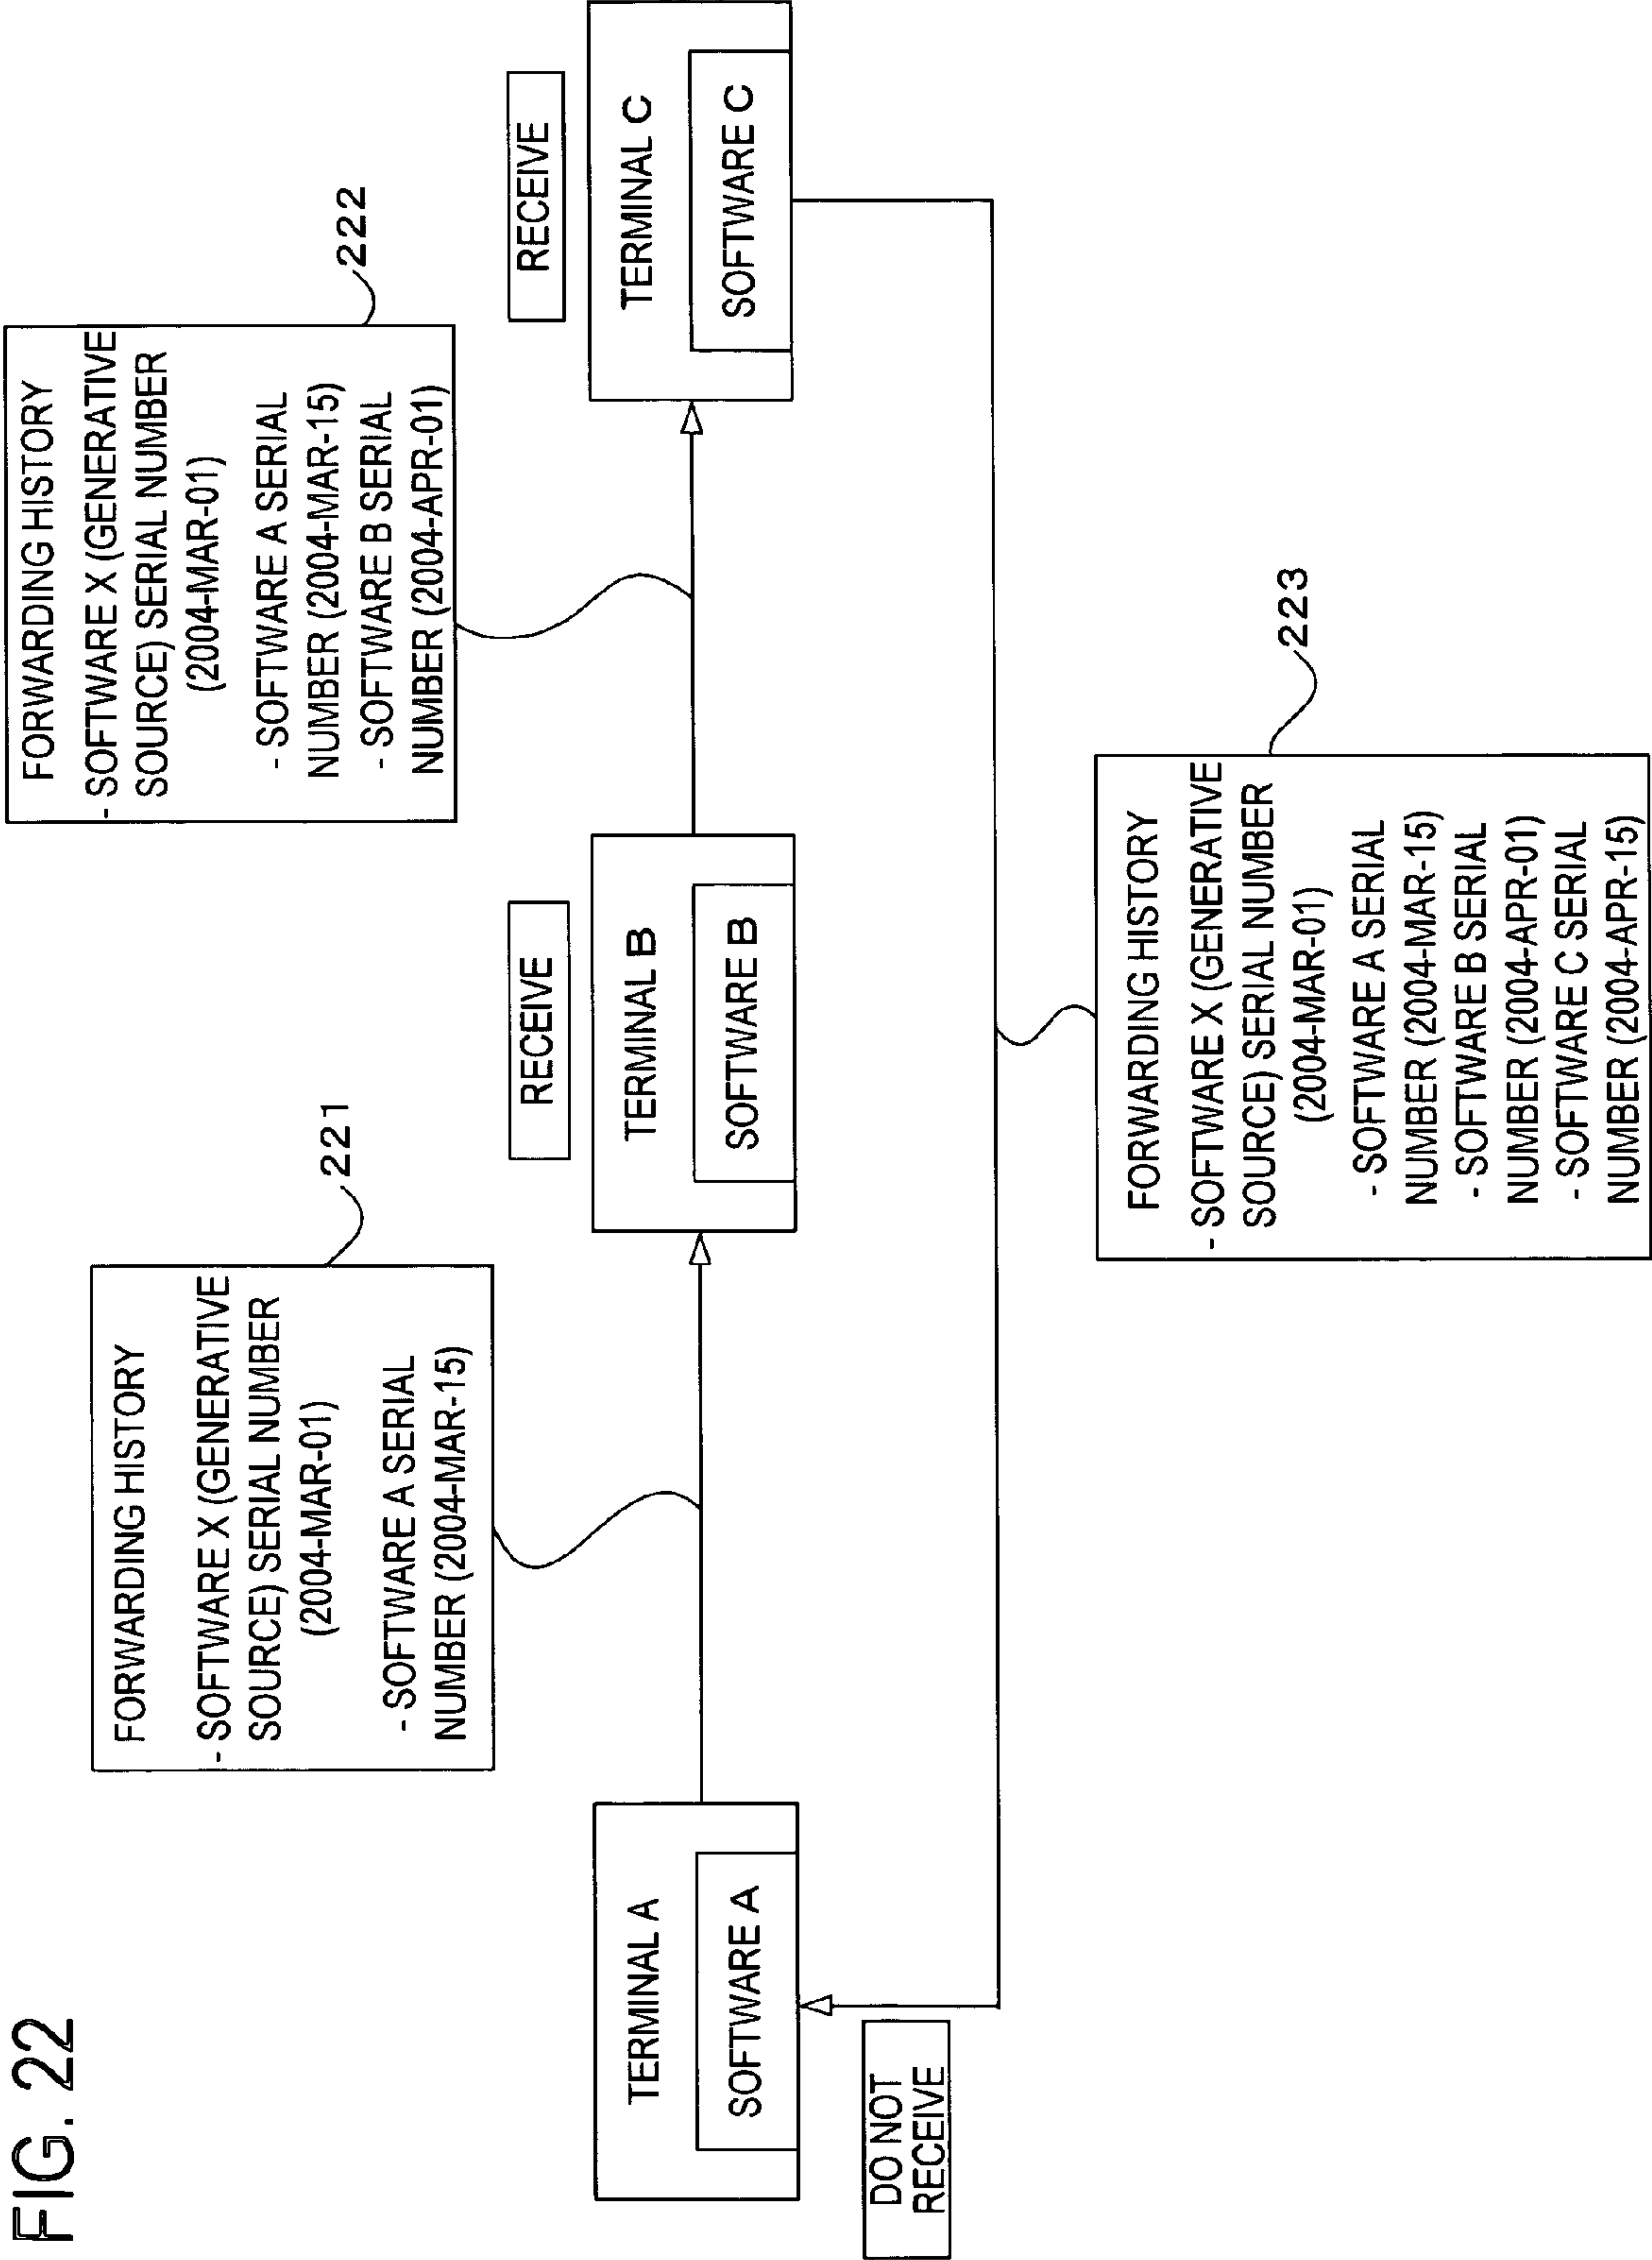 FIG. 22
FORWARDING HISTORY
- SOFTWARE X (GENERATIVE
SOURCE) SERIAL NUMBER
(2004-MAR-01)
- SOFTWARE A SERIAL
NUMBER (2004-MAR-15)
221
FORWARDING HISTORY
- SOFTWARE X (GENERATIVE
SOURCE) SERIAL NUMBER
(2004-MAR-01)
- SOFTWARE A SERIAL
NUMBER (2004-MAR-15)
- SOFTWARE B SERIAL
NUMBER (2004-APR-01)
222
RECEIVE
RECEIVE
TERMINAL A
SOFTWARE A
TERMINAL B
SOFTWARE B
TERMINAL C
SOFTWARE C
DO NOT
RECEIVE
FORWARDING HISTORY
- SOFTWARE X (GENERATIVE
SOURCE) SERIAL NUMBER
(2004-MAR-01)
- SOFTWARE A SERIAL
NUMBER (2004-MAR-15)
- SOFTWARE B SERIAL
NUMBER (2004-APR-01)
- SOFTWARE C SERIAL
NUMBER (2004-APR-15)
223